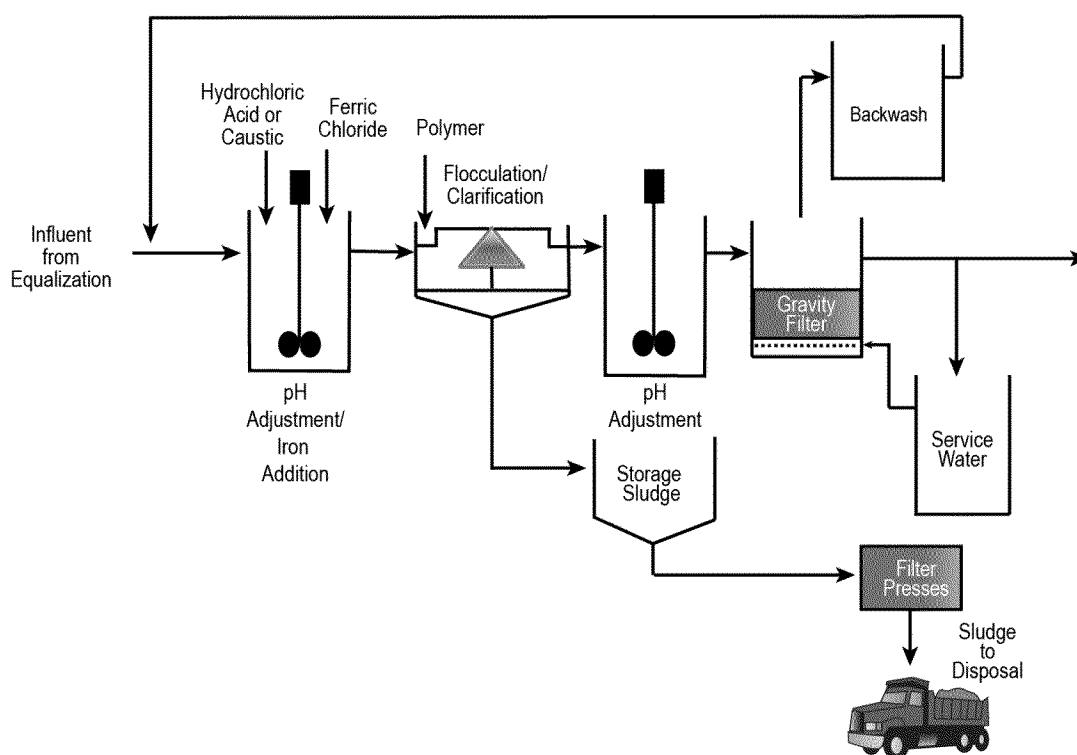 Hydrochloric
Acid or
Caustic
Ferric
Chloride
Polymer
Flocculation/
Clarification
Backwash
Influent
from
Equalization
Gravity
Filter
pH
Adjustment/
Iron
Addition
pH
Adjustment
Service
Water
Storage
Sludge
Filter
Presses
Sludge
to
Disposal